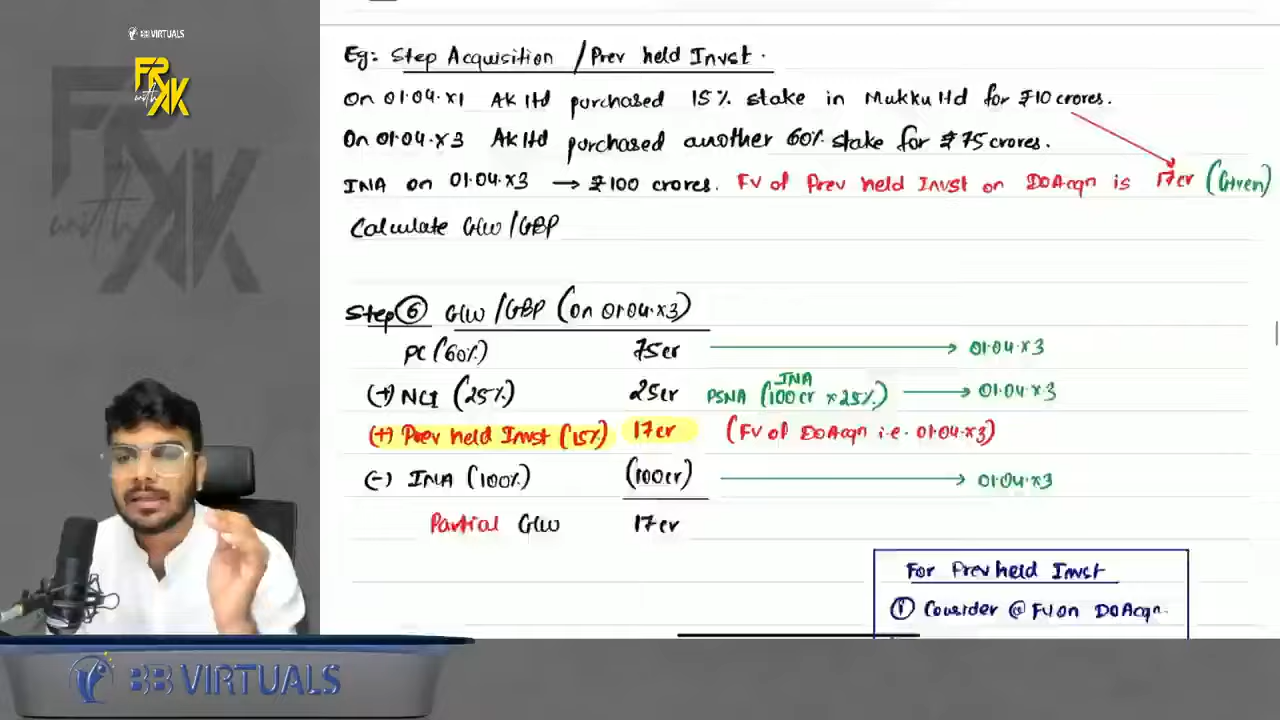 BB VIRTUALS
FR
with
AK
Eg:- Step Acquisition / Prev held Invst.
On 01.04.x1 AK ltd purchased 15% stake in Mukku ltd for ₹10 crores.
On 01.04.x3 AK ltd purchased another 60% stake for ₹75 crores.
INA on 01.04.x3 → ₹100 crores. FV of Prev held Invst on DoAcqn is 17cr (Given)
Calculate G/w / GBP
Step ⑥ G/w / GBP (on 01.04.x3)
PC (60%) 75cr → 01.04.x3
(+) NCI (25%) 25cr PSNA (100cr x 25%) → 01.04.x3
INA
(+) Prev held Invst (15%) 17cr (FV of DoAcqn i.e. 01.04.x3)
(-) INA (100%) (100cr) → 01.04.x3
Partial G/w 17cr
For Prev held Invst
① Consider @ FV on DoAcqn.
BB VIRTUALS